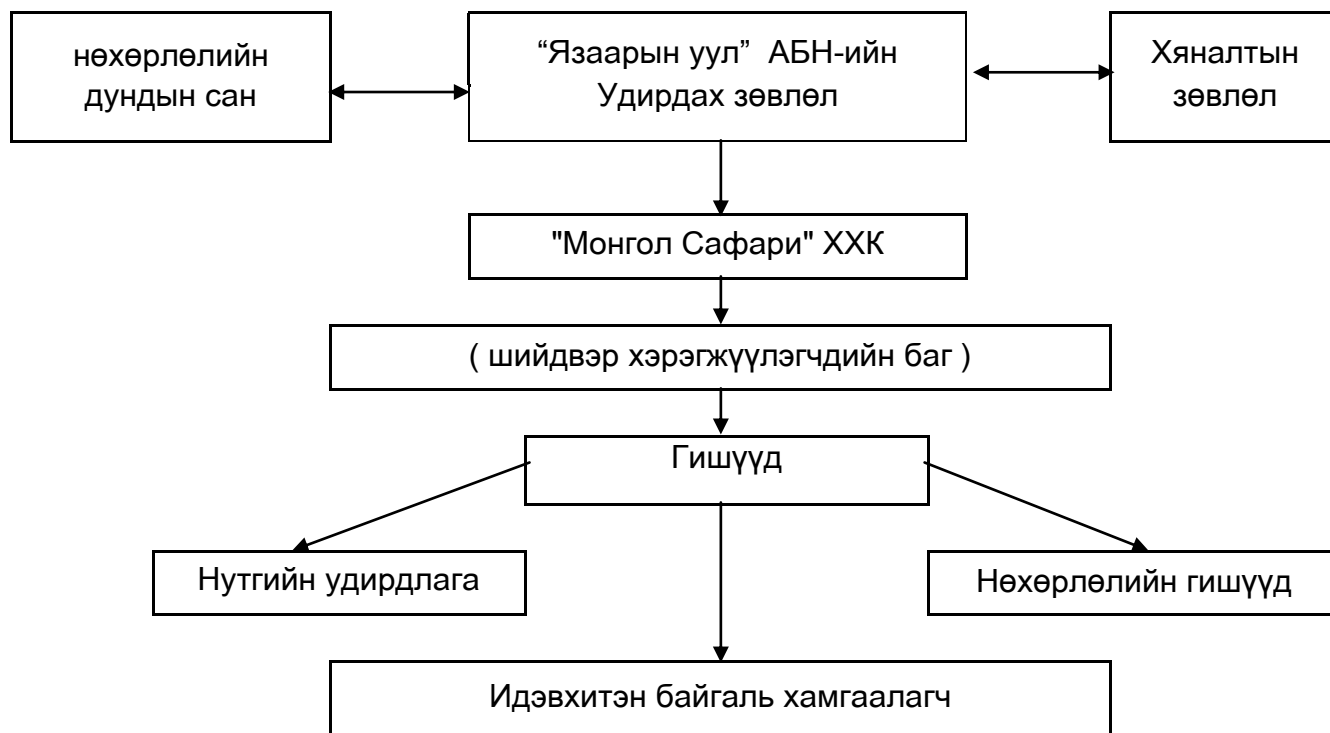 нөхөрлөлийн
дундын сан
“Язаарын уул” АБН-ийн
Удирдах зөвлөл
Хяналтын
зөвлөл
"Монгол Сафари" ХХК
( шийдвэр хэрэгжүүлэгчдийн баг )
Гишүүд
Нутгийн удирдлага
Нөхөрлөлийн гишүүд
Идэвхитэн байгаль хамгаалагч